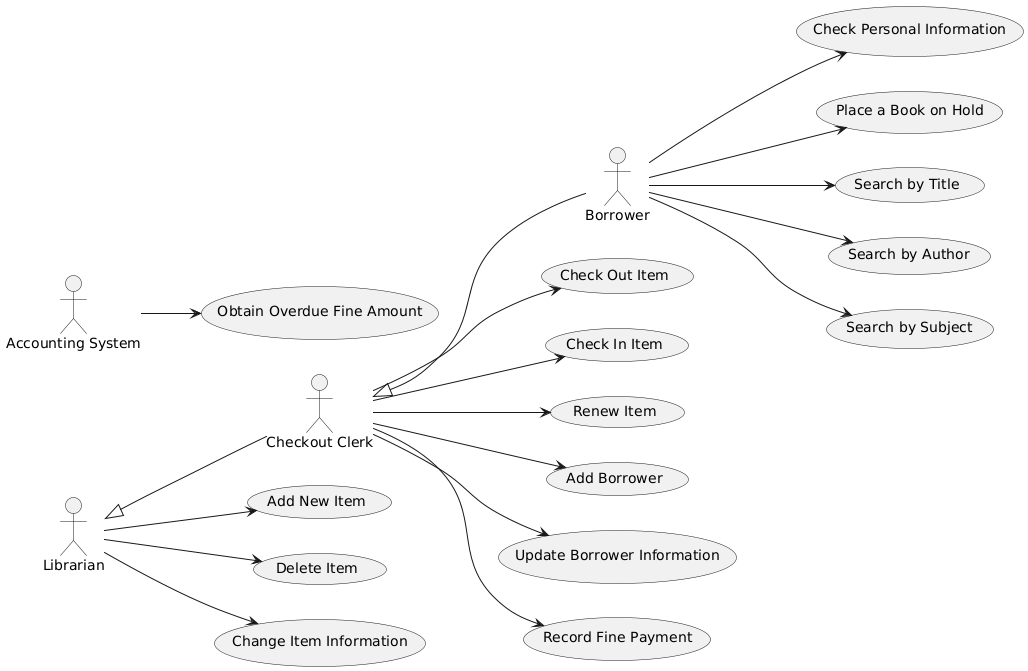 Check Personal Information
Place a Book on Hold
Search by Title
Borrower
Search by Author
Check Out Item
Obtain Overdue Fine Amount
Search by Subject
Accounting System
Check In Item
Renew Item
Checkout Clerk
Add Borrower
Add New Item
Update Borrower Information
Librarian
Delete Item
Record Fine Payment
Change Item Information